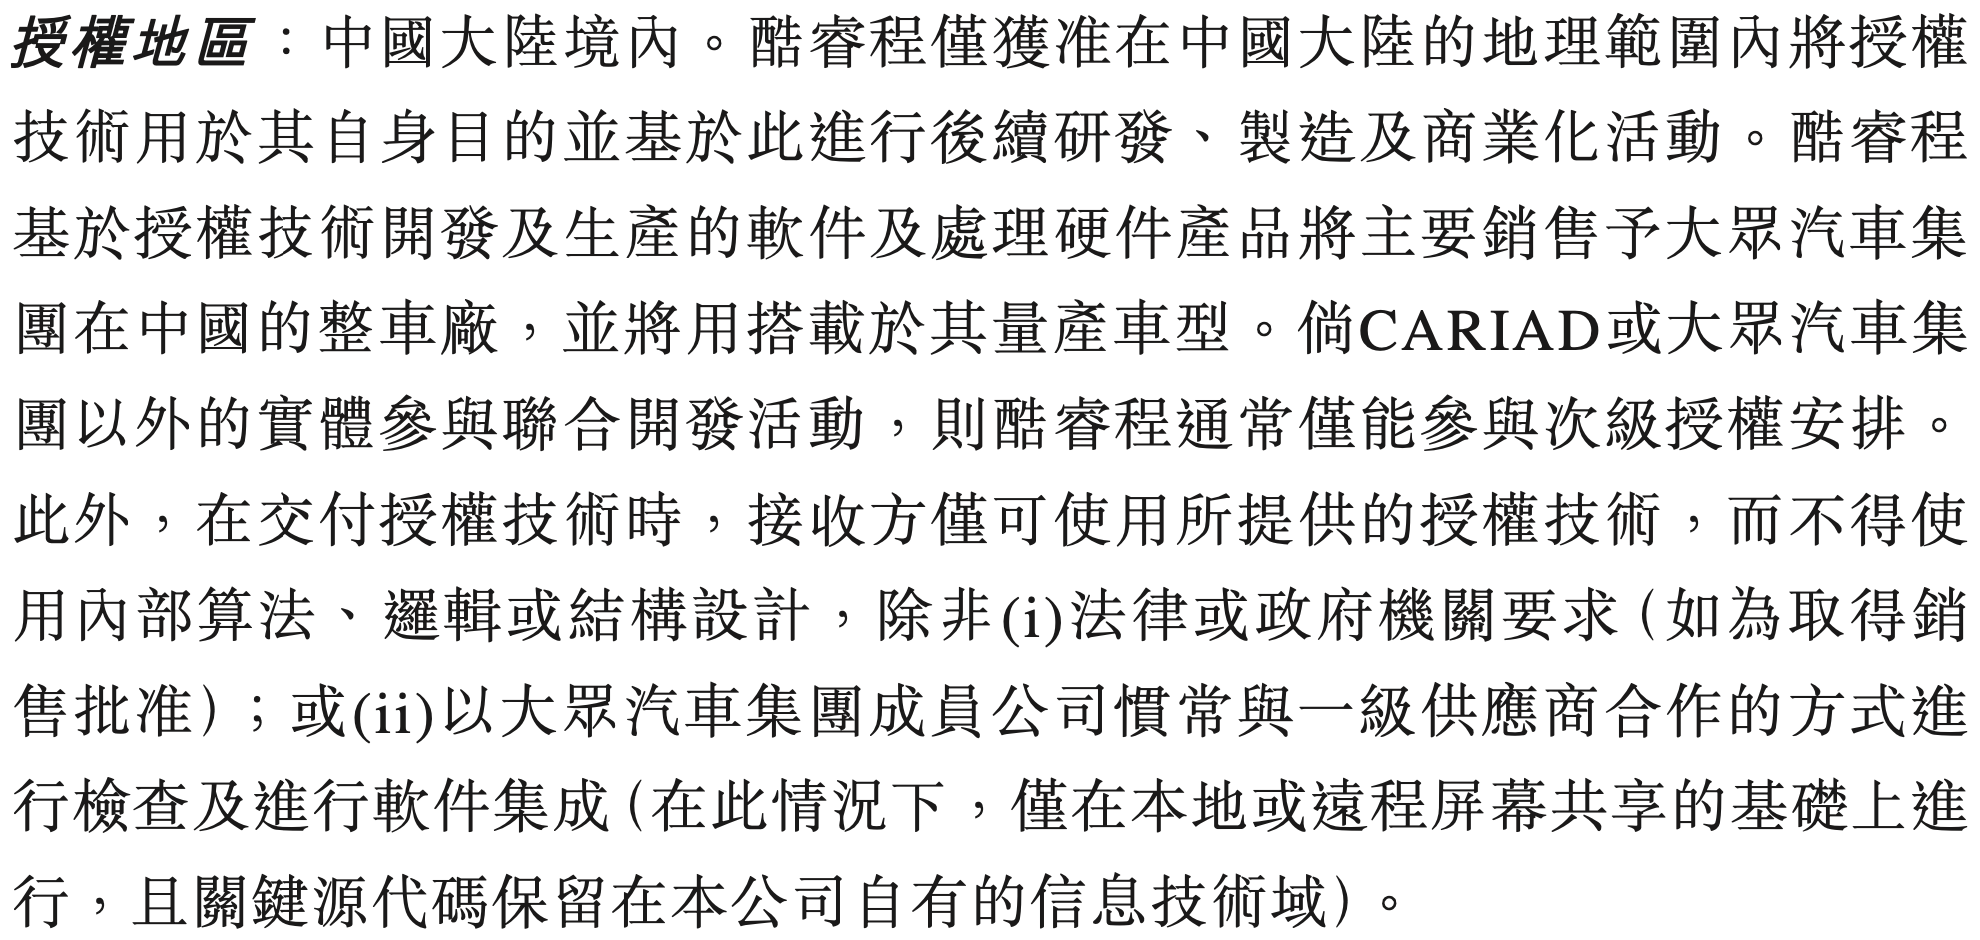 授權地區：中國大陸境內。酷睿程僅獲准在中國大陸的地理範圍內將授權
技術用於其自身目的並基於此進行後續研發、製造及商業化活動。酷睿程
基於授權技術開發及生產的軟件及處理硬件產品將主要銷售予大眾汽車集
團在中國的整車廠，並將用搭載於其量產車型。倘CARIAD或大眾汽車集
團以外的實體參與聯合開發活動，則酷睿程通常僅能參與次級授權安排。
此外，在交付授權技術時，接收方僅可使用所提供的授權技術，而不得使
用內部算法、邏輯或結構設計，除非(i)法律或政府機關要求（如為取得銷
售批准）；或(ii)以大眾汽車集團成員公司慣常與一級供應商合作的方式進
行檢查及進行軟件集成（在此情況下，僅在本地或遠程屏幕共享的基礎上進
行，且關鍵源代碼保留在本公司自有的信息技術域）。